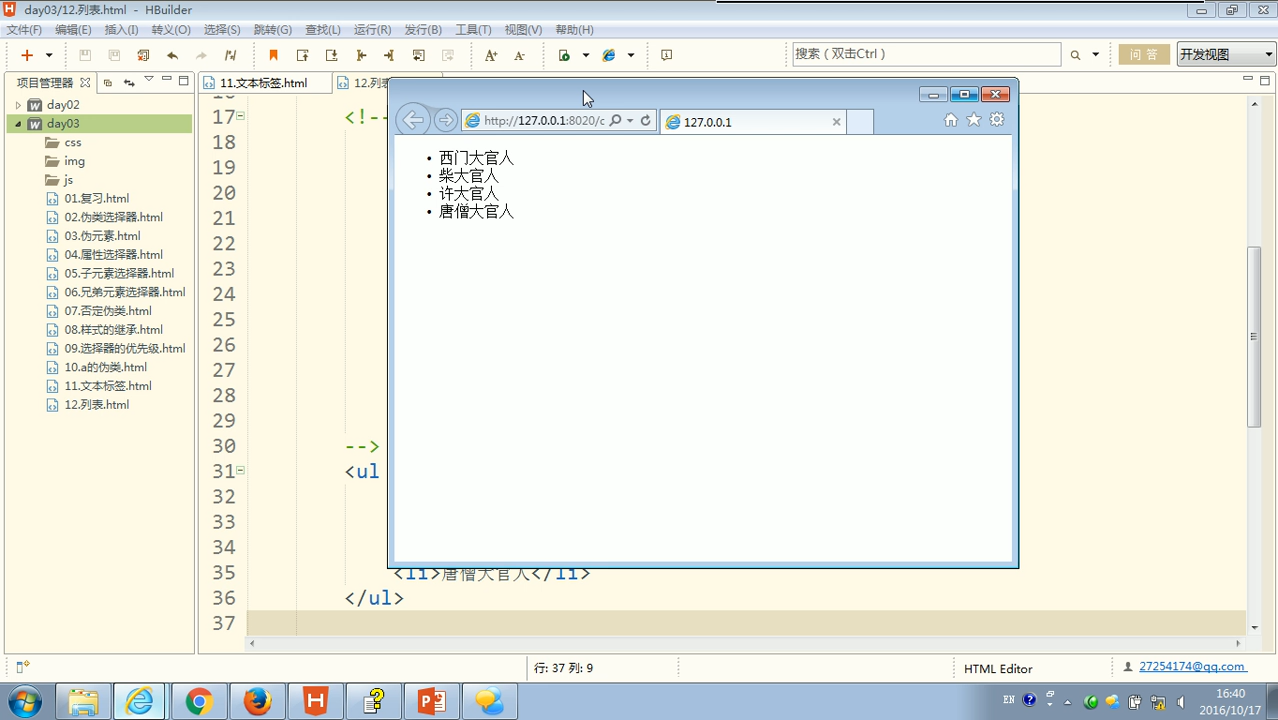 day03/12.列表.html - HBuilder
文件(F) 编辑(E) 插入(I) 转义(O) 选择(S) 跳转(G) 查找(L) 运行(R) 发行(B) 工具(T) 视图(V) 帮助(H)
搜索（双击Ctrl）
问 答
开发视图
项目管理器
11.文本标签.html
12.列表
day02
day03
css
img
js
01.复习.html
02.伪类选择器.html
03.伪元素.html
04.属性选择器.html
05.子元素选择器.html
06.兄弟元素选择器.html
07.否定伪类.html
08.样式的继承.html
09.选择器的优先级.html
10.a的伪类.html
11.文本标签.html
12.列表.html
17 <!--
18
19
20
21
22
23
24
25
26
27
28
29
30 -->
31 <ul
32
33
34
35 <li>唐僧大官人</li>
36 </ul>
37
http://127.0.0.1:8020/c
127.0.0.1
• 西门大官人
• 柴大官人
• 许大官人
• 唐僧大官人
行: 37 列: 9
HTML Editor
27254174@qq.com
EN
16:40
2016/10/17